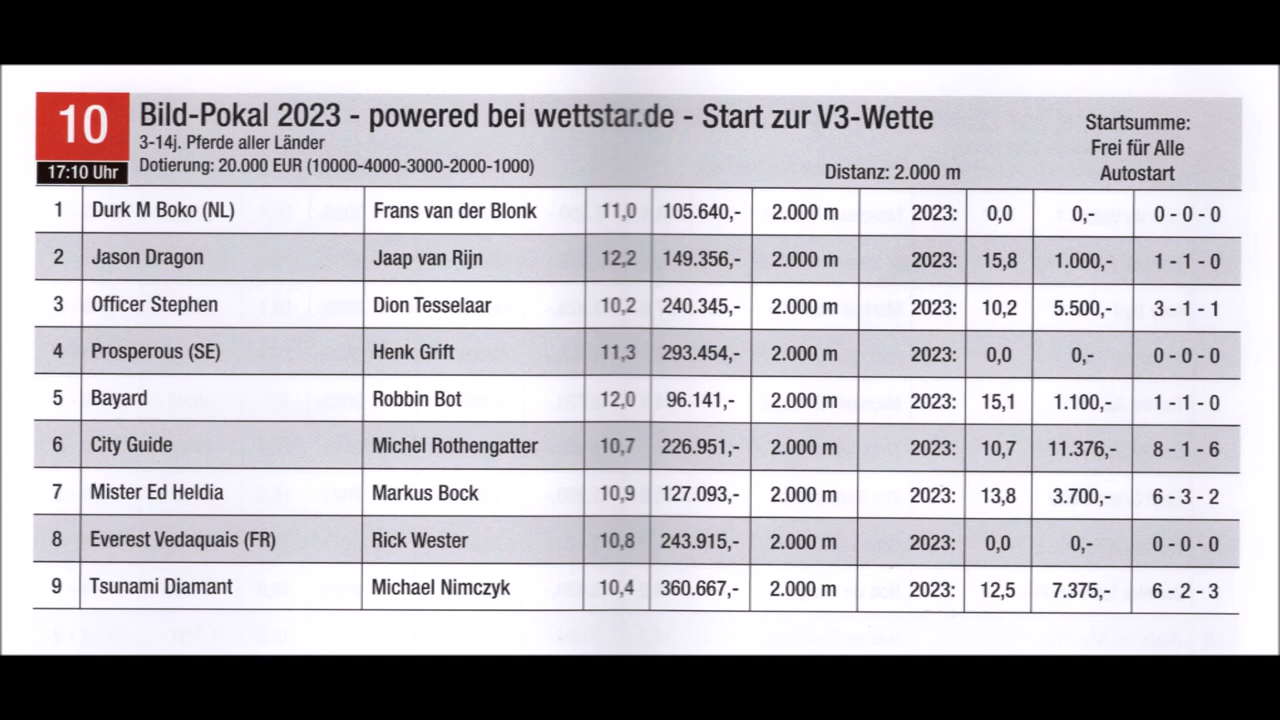 10
17:10 Uhr
Bild-Pokal 2023 - powered bei wettstar.de - Start zur V3-Wette
3-14j. Pferde aller Länder
Dotierung: 20.000 EUR (10000-4000-3000-2000-1000)
Distanz: 2.000 m
Startsumme:
Frei für Alle
Autostart
1 Durk M Boko (NL) Frans van der Blonk 11,0 105.640,- 2.000 m 2023: 0,0 0,- 0 - 0 - 0
2 Jason Dragon Jaap van Rijn 12,2 149.356,- 2.000 m 2023: 15,8 1.000,- 3 - 1 - 0
3 Officer Stephen Dion Tesselaar 10,2 240.345,- 2.000 m 2023: 10,2 5.500,- 3 - 1 - 1
4 Prosperous (SE) Henk Grift 11,3 293.454,- 2.000 m 2023: 0,0 0,- 0 - 0 - 0
5 Bayard Robbin Bot 12,0 96.141,- 2.000 m 2023: 15,1 1.100,- 1 - 1 - 0
6 City Guide Michel Rothengatter 10,7 226.951,- 2.000 m 2023: 10,7 11.376,- 8 - 1 - 6
7 Mister Ed Heldia Markus Bock 10,9 127.093,- 2.000 m 2023: 13,8 3.700,- 6 - 3 - 2
8 Everest Vedaquais (FR) Rick Wester 10,8 243.915,- 2.000 m 2023: 0,0 0,- 0 - 0 - 0
9 Tsunami Diamant Michael Nimczyk 10,4 360.667,- 2.000 m 2023: 12,5 7.375,- 6 - 2 - 3